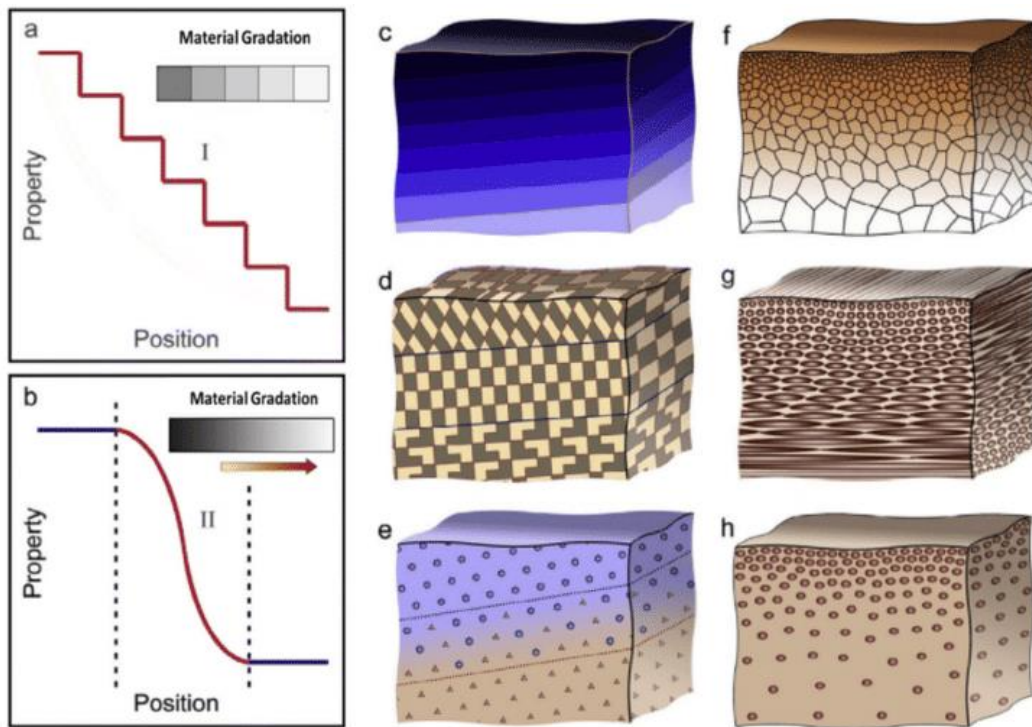 a
Material Gradation
I
Property
Position
b
Material Gradation
II
Property
Position
c
d
e
f
g
h